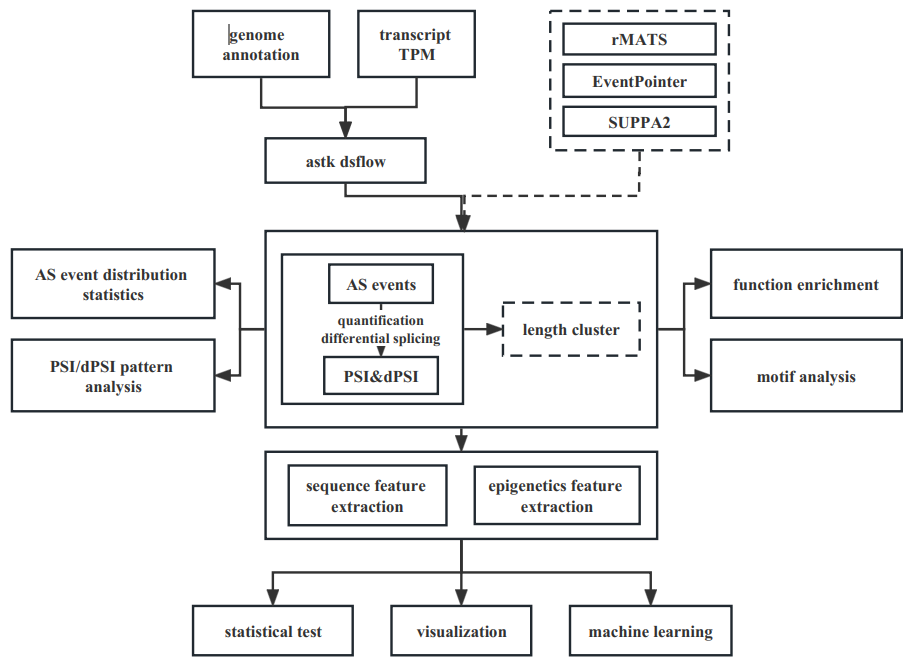 genome
annotation
transcript
TPM
rMATS
EventPointer
SUPPA2
astk dsflow
AS event distribution
statistics
PSI/dPSI pattern
analysis
AS events
quantification
differential splicing
PSI&dPSI
length cluster
function enrichment
motif analysis
sequence feature
extraction
epigenetics feature
extraction
statistical test
visualization
machine learning